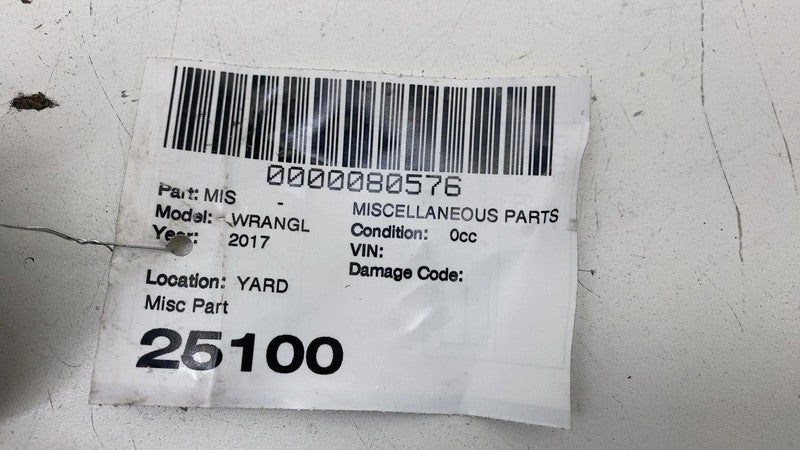 0000080576
Part: MIS - MISCELLANEOUS PARTS
Model: WRANGL Condition: 0cc
Year: 2017 VIN:
Damage Code:
Location: YARD
Misc Part
25100